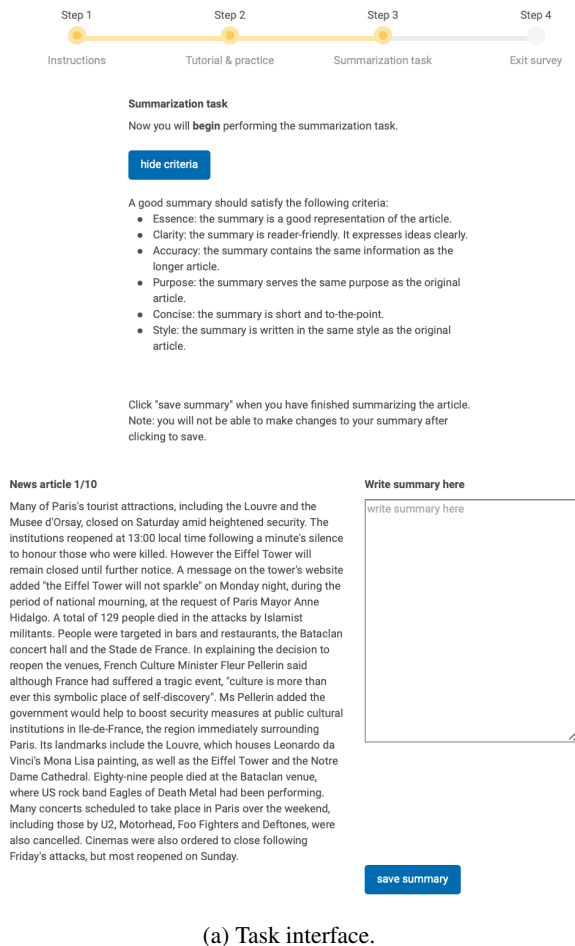 Step 1
Step 2
Step 3
Step 4
Instructions
Tutorial & practice
Summarization task
Exit survey
Summarization task
Now you will begin performing the summarization task.
hide criteria
A good summary should satisfy the following criteria:
● Essence: the summary is a good representation of the article.
● Clarity: the summary is reader-friendly. It expresses ideas clearly.
● Accuracy: the summary contains the same information as the
longer article.
● Purpose: the summary serves the same purpose as the original
article.
● Concise: the summary is short and to-the-point.
● Style: the summary is written in the same style as the original
article.
Click "save summary" when you have finished summarizing the article.
Note: you will not be able to make changes to your summary after
clicking to save.
News article 1/10
Many of Paris's tourist attractions, including the Louvre and the
Musee d'Orsay, closed on Saturday amid heightened security. The
institutions reopened at 13:00 local time following a minute's silence
to honour those who were killed. However the Eiffel Tower will
remain closed until further notice. A message on the tower's website
added "the Eiffel Tower will not sparkle" on Monday night, during the
period of national mourning, at the request of Paris Mayor Anne
Hidalgo. A total of 129 people died in the attacks by Islamist
militants. People were targeted in bars and restaurants, the Bataclan
concert hall and the Stade de France. In explaining the decision to
reopen the venues, French Culture Minister Fleur Pellerin said
although France had suffered a tragic event, "culture is more than
ever this symbolic place of self-discovery". Ms Pellerin added the
government would help to boost security measures at public cultural
institutions in Ile-de-France, the region immediately surrounding
Paris. Its landmarks include the Louvre, which houses Leonardo da
Vinci's Mona Lisa painting, as well as the Eiffel Tower and the Notre
Dame Cathedral. Eighty-nine people died at the Bataclan venue,
where US rock band Eagles of Death Metal had been performing.
Many concerts scheduled to take place in Paris over the weekend,
including those by U2, Motorhead, Foo Fighters and Deftones, were
also cancelled. Cinemas were also ordered to close following
Friday's attacks, but most reopened on Sunday.
Write summary here
write summary here
save summary
(a) Task interface.